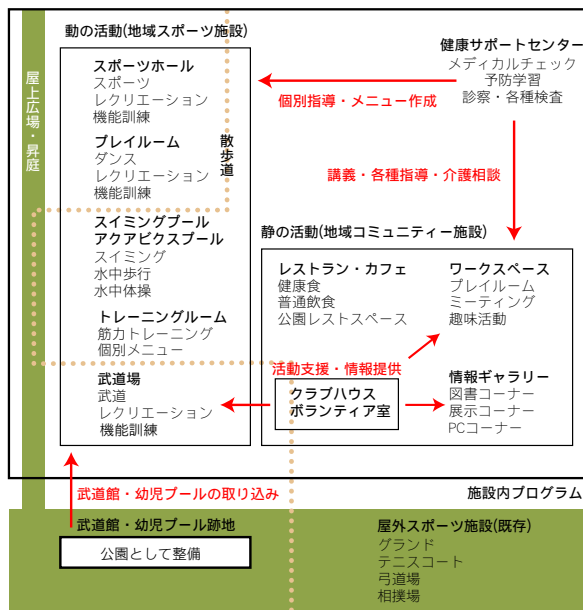 動の活動(地域スポーツ施設)
スポーツホール
スポーツ
レクリエーション
機能訓練
プレイルーム
ダンス
レクリエーション
機能訓練
スイミングプール
アクアビクスプール
スイミング
水中歩行
水中体操
トレーニングルーム
筋力トレーニング
個別メニュー
武道場
武道
レクリエーション
機能訓練
屋上広場・昇庭
散歩道
健康サポートセンター
メディカルチェック
予防学習
診察・各種検査
個別指導・メニュー作成
講義・各種指導・介護相談
静の活動(地域コミュニティー施設)
レストラン・カフェ
健康食
普通飲食
公園レストスペース
ワークスペース
プレイルーム
ミーティング
趣味活動
活動支援・情報提供
クラブハウス
ボランティア室
情報ギャラリー
図書コーナー
展示コーナー
PCコーナー
武道館・幼児プールの取り込み
施設内プログラム
武道館・幼児プール跡地
公園として整備
屋外スポーツ施設(既存)
グランド
テニスコート
弓道場
相撲場